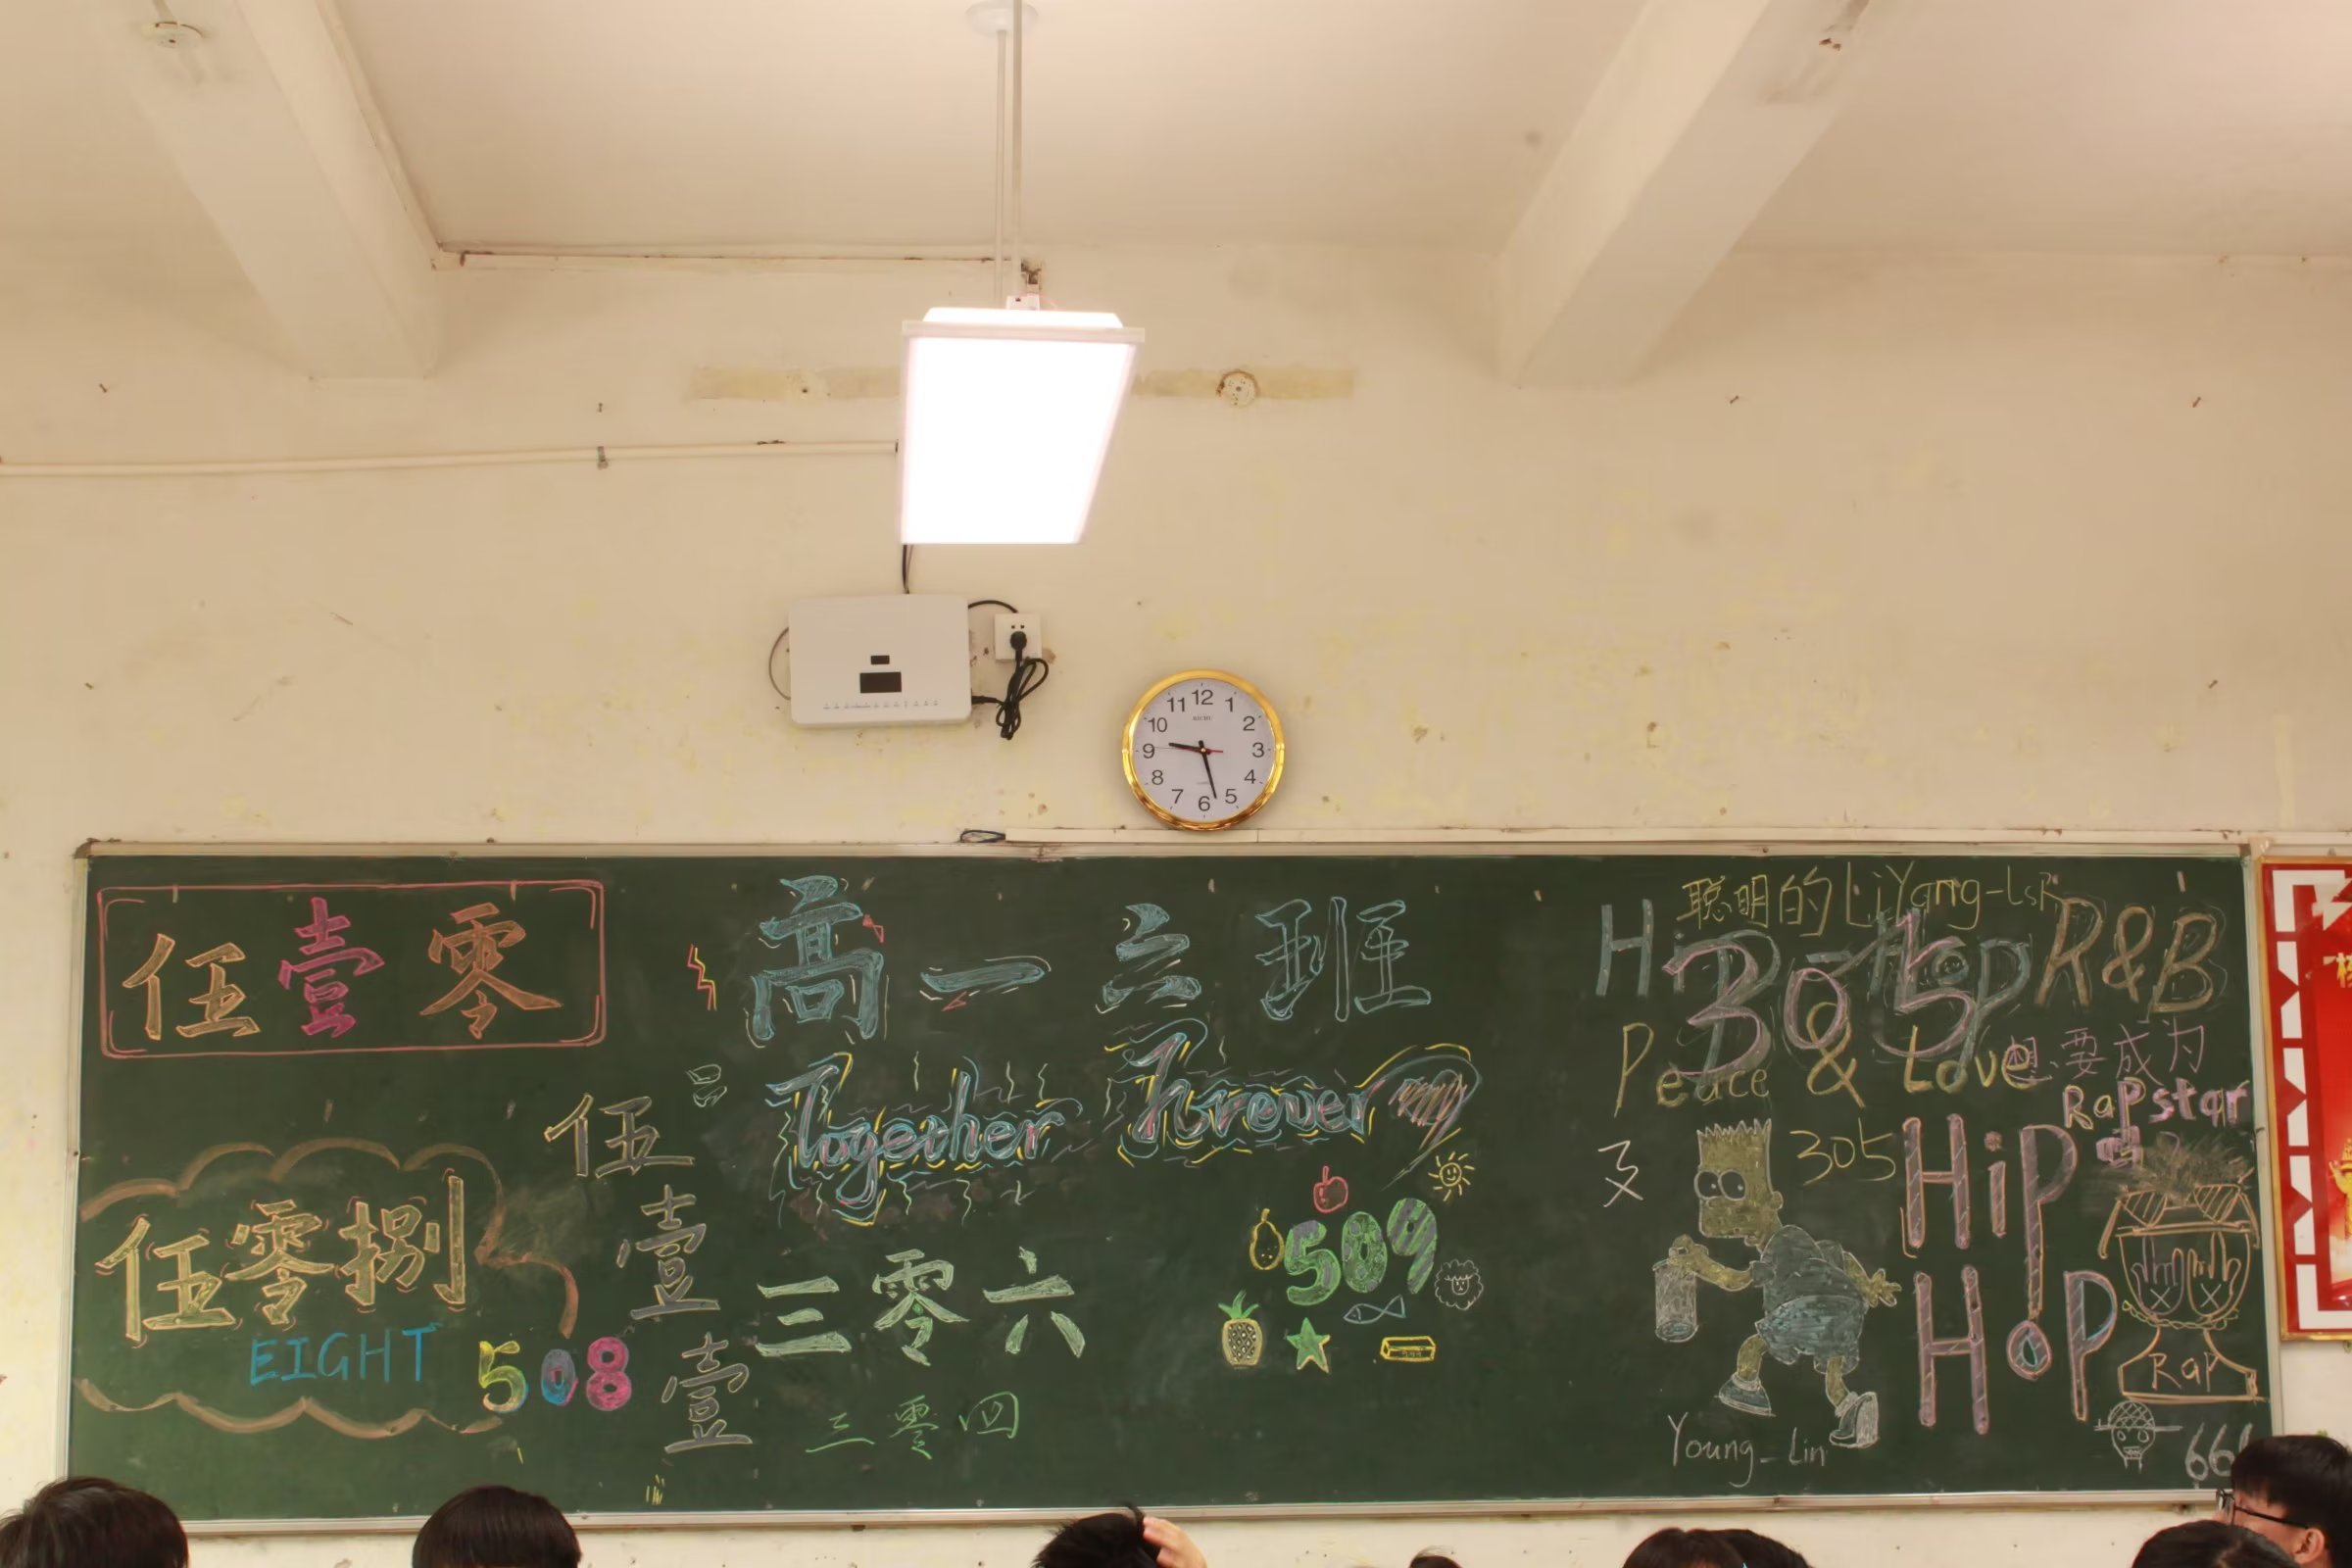 12
11 1
10 2
9 3
8 4
7 5
6
伍壹零
高一六班
聪明的LiYang-LsR
Hip-Hop R&B
305
Peace & Love
想要成为
RaPstar
Together Forever
伍
壹
壹
伍零捌
EIGHT
508
三零六
三零四
509
305
HiP
HoP
Rap
Young_Lin